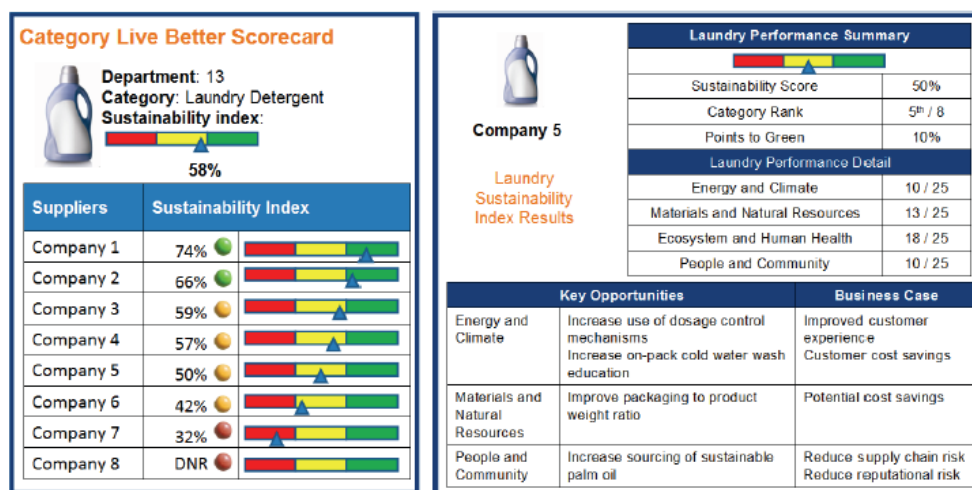 Category Live Better Scorecard
Department: 13
Category: Laundry Detergent
Sustainability index:
58%
Suppliers Sustainability Index
Company 1 74%
Company 2 66%
Company 3 59%
Company 4 57%
Company 5 50%
Company 6 42%
Company 7 32%
Company 8 DNR
Company 5
Laundry
Sustainability
Index Results
Laundry Performance Summary
Sustainability Score 50%
Category Rank 5th / 8
Points to Green 10%
Laundry Performance Detail
Energy and Climate 10 / 25
Materials and Natural Resources 13 / 25
Ecosystem and Human Health 18 / 25
People and Community 10 / 25
Key Opportunities Business Case
Energy and Increase use of dosage control Improved customer
Climate mechanisms experience
Increase on-pack cold water wash Customer cost savings
education
Materials and Improve packaging to product Potential cost savings
Natural weight ratio
Resources
People and Increase sourcing of sustainable Reduce supply chain risk
Community palm oil Reduce reputational risk